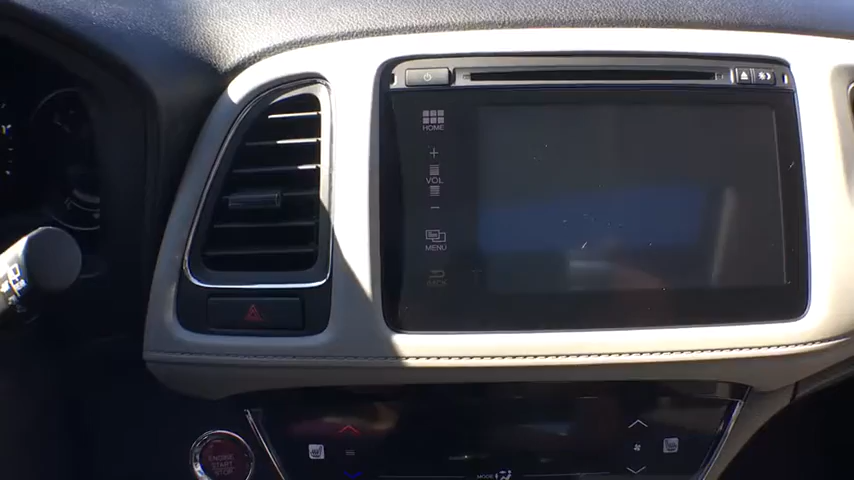 HOME
+
VOL
−
MENU
BACK
ENGINE
START
STOP
MODE